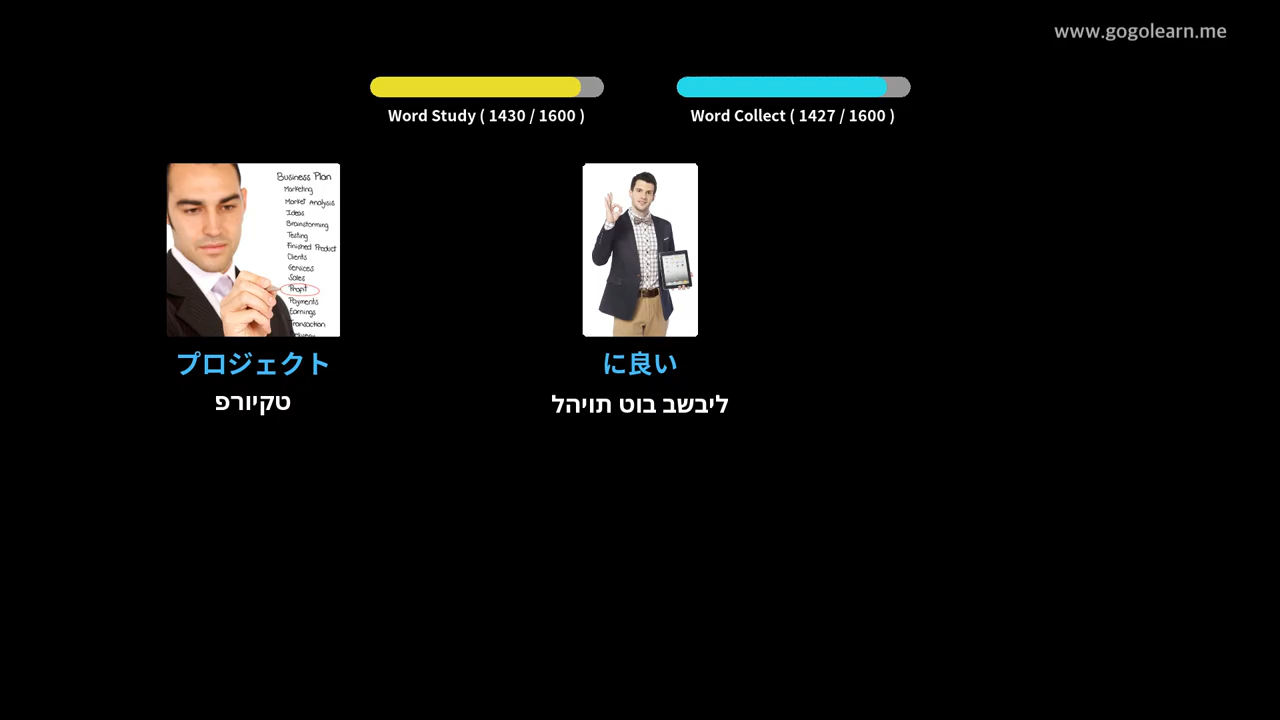 www.gogolearn.me
Word Study ( 1430 / 1600 )
Word Collect ( 1427 / 1600 )
Business Plan
Marketing
Market Analysis
Ideas
Brainstorming
Testing
Finished Product
Clients
Services
Sales
Profit
Payments
Earnings
Transaction
プロジェクト
טקיורפ
に良い
ליבשב בוט תויהל